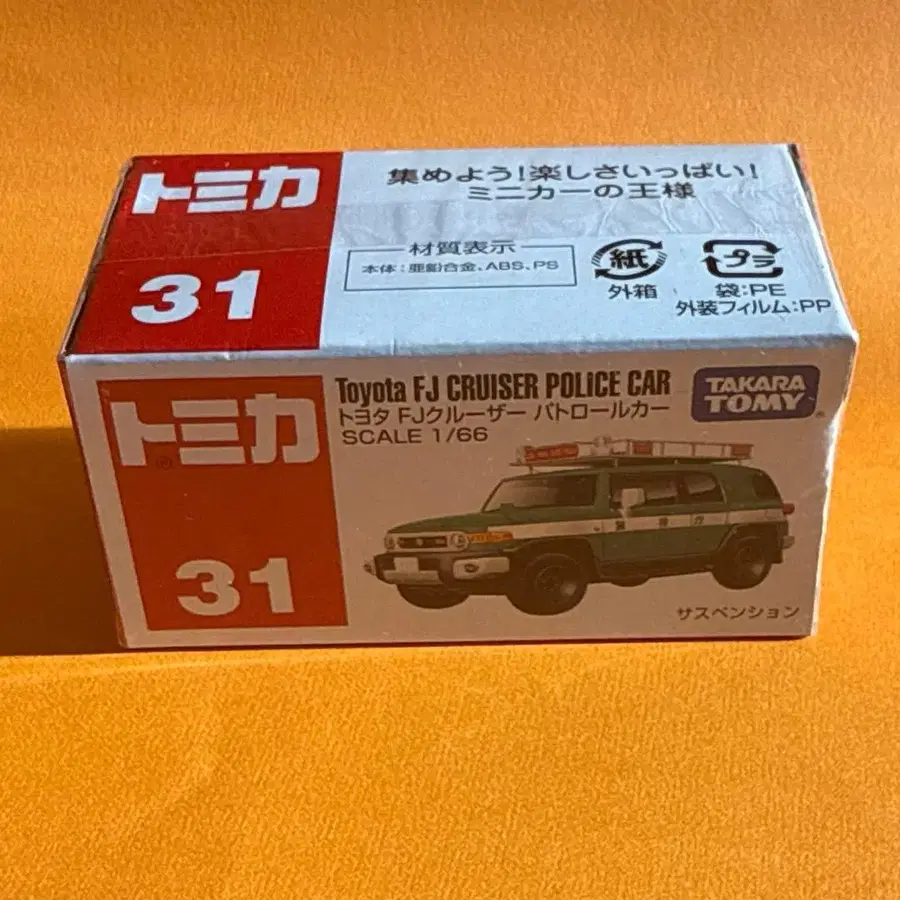 トミカ
31
集めよう!楽しさいっぱい!
ミニカーの王様
材質表示
本体:亜鉛合金、ABS、PS
紙
外箱
プラ
袋:PE
外装フィルム:PP
トミカ®
31
Toyota FJ CRUISER POLICE CAR
トヨタ FJクルーザー パトロールカー
SCALE 1/66
TAKARA
TOMY®
警視庁
サスペンション